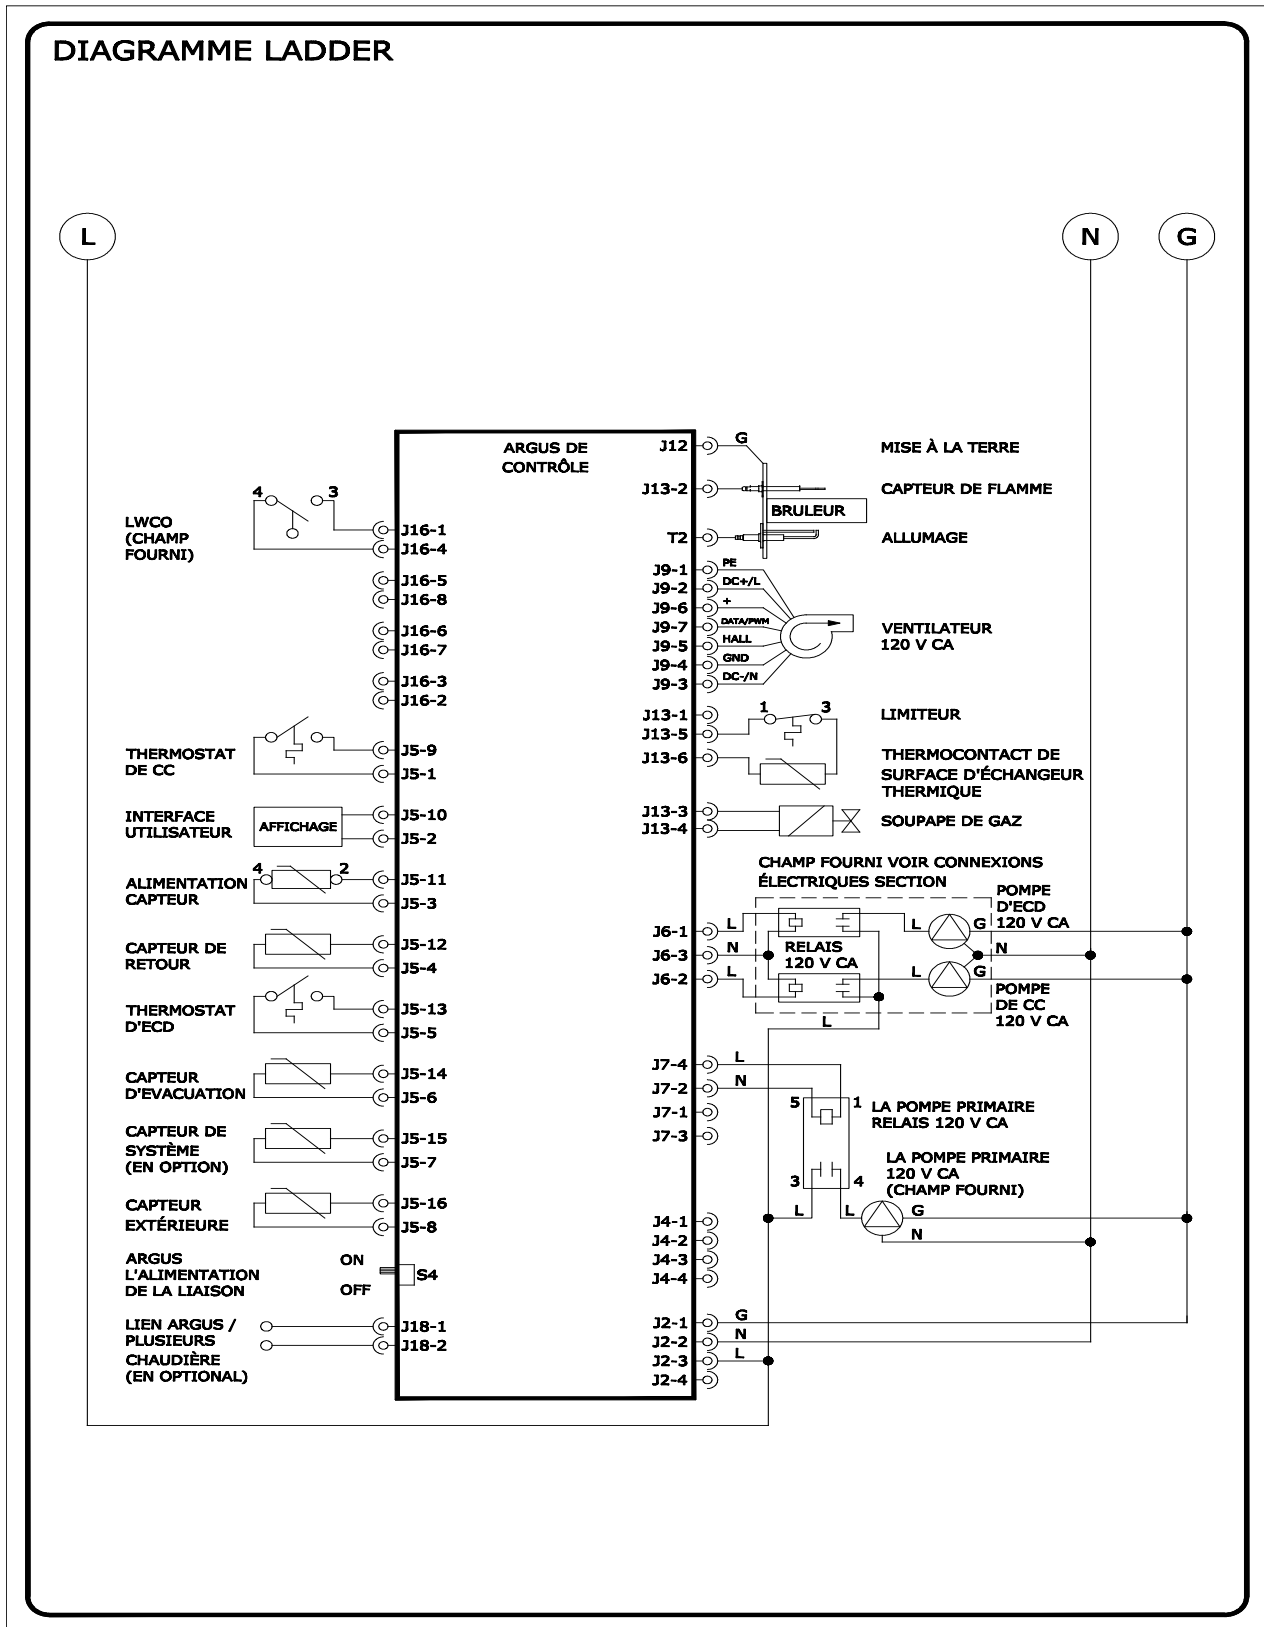 DIAGRAMME LADDER
L
N
G
ARGUS DE
CONTRÔLE
4
3
LWCO
(CHAMP
FOURNI)
J16-1
J16-4
J16-5
J16-8
J16-6
J16-7
J16-3
J16-2
THERMOSTAT
DE CC
J5-9
J5-1
INTERFACE
UTILISATEUR
AFFICHAGE
J5-10
J5-2
ALIMENTATION
CAPTEUR
4
2
J5-11
J5-3
CAPTEUR DE
RETOUR
J5-12
J5-4
THERMOSTAT
D'ECD
J5-13
J5-5
CAPTEUR
D'EVACUATION
J5-14
J5-6
CAPTEUR DE
SYSTÈME
(EN OPTION)
J5-15
J5-7
CAPTEUR
EXTÉRIEURE
J5-16
J5-8
ARGUS
L'ALIMENTATION
DE LA LIAISON
ON
OFF
S4
LIEN ARGUS /
PLUSIEURS
CHAUDIÈRE
(EN OPTIONAL)
J18-1
J18-2
J12
G
MISE À LA TERRE
J13-2
CAPTEUR DE FLAMME
BRULEUR
T2
ALLUMAGE
J9-1
PE
J9-2
DC+/L
J9-6
+
J9-7
DATA/PWM
J9-5
HALL
J9-4
GND
J9-3
DC-/N
VENTILATEUR
120 V CA
J13-1
J13-5
J13-6
1
3
LIMITEUR
THERMOCONTACT DE
SURFACE D'ÉCHANGEUR
THERMIQUE
J13-3
J13-4
SOUPAPE DE GAZ
CHAMP FOURNI VOIR CONNEXIONS
ÉLECTRIQUES SECTION
POMPE
D'ECD
120 V CA
J6-1
L
L
G
J6-3
N
RELAIS
120 V CA
N
J6-2
L
L
G
POMPE
DE CC
120 V CA
L
J7-4
L
J7-2
N
J7-1
J7-3
5
1
LA POMPE PRIMAIRE
RELAIS 120 V CA
LA POMPE PRIMAIRE
120 V CA
(CHAMP FOURNI)
3
4
L
L
G
N
J4-1
J4-2
J4-3
J4-4
J2-1
G
J2-2
N
J2-3
L
J2-4